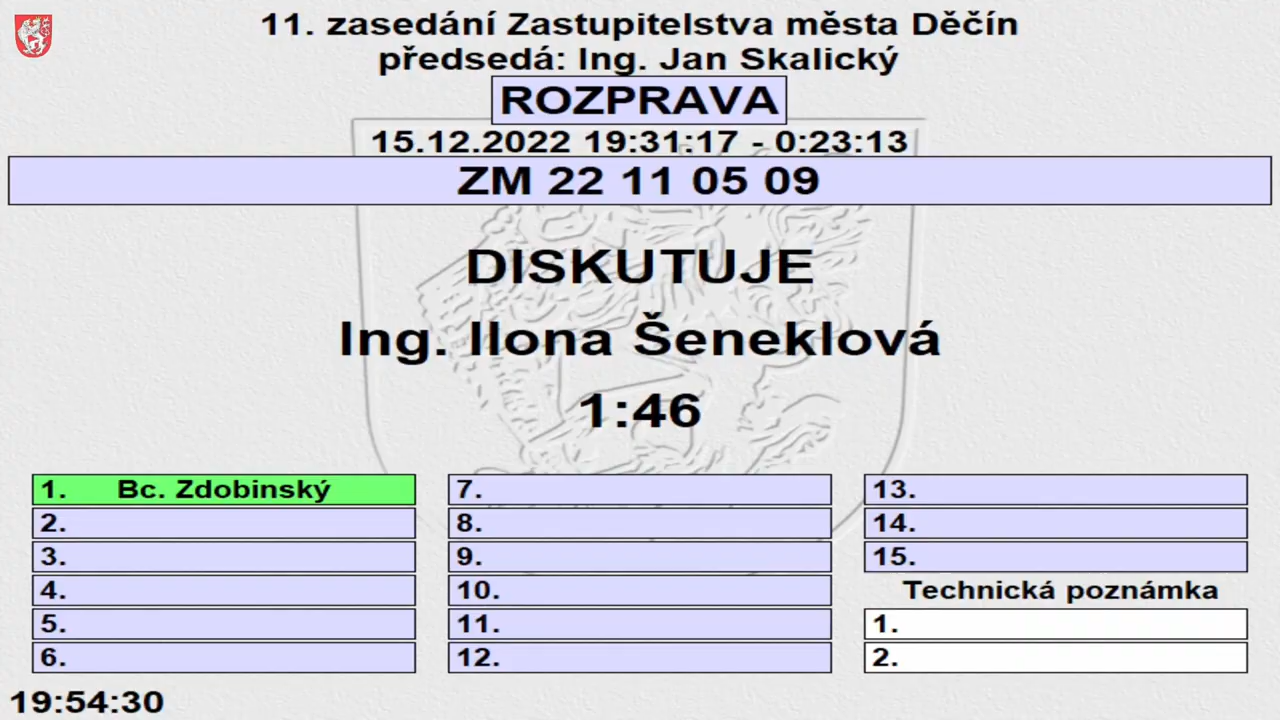 11. zasedání Zastupitelstva města Děčín
předsedá: Ing. Jan Skalický
ROZPRAVA
15.12.2022 19:31:17 - 0:23:13
ZM 22 11 05 09
DISKUTUJE
Ing. Ilona Šeneklová
1:46
1. Bc. Zdobinský
2.
3.
4.
5.
6.
7.
8.
9.
10.
11.
12.
13.
14.
15.
Technická poznámka
1.
2.
19:54:30